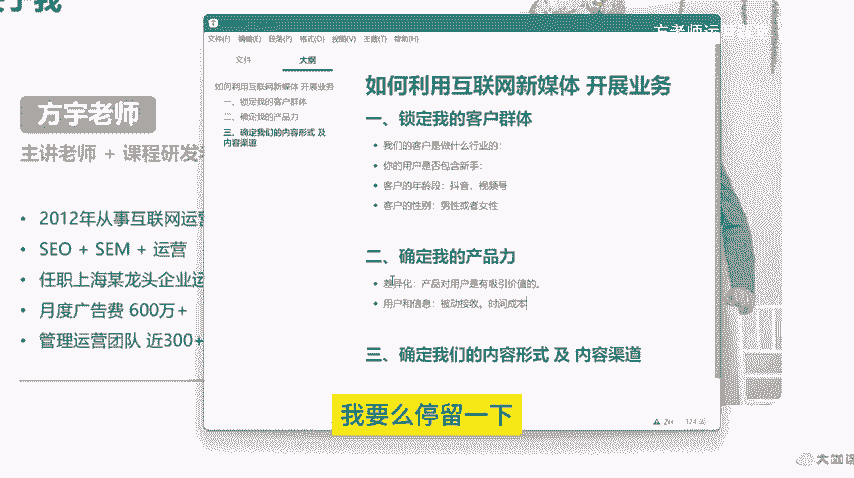 方老师运营
文件(F) 编辑(E) 段落(P) 格式(O) 视图(V) 主题(T) 帮助(H)
文件 大纲
如何利用互联网新媒体 开展业务
一、锁定我的客户群体
二、确定我的产品力
三、确定我们的内容形式 及
内容渠道
如何利用互联网新媒体 开展业务
一、锁定我的客户群体
• 我们的客户是做什么行业的:
• 你的用户是否包含新手:
• 客户的年龄段: 抖音、视频号
• 客户的性别: 男性或者女性
二、确定我的产品力
• 差异化: 产品对用户是有吸引价值的。
• 用户和信息: 被动接收, 时间成本
三、确定我们的内容形式 及 内容渠道
方宇老师
主讲老师 + 课程研发
• 2012年从事互联网运营
• SEO + SEM + 运营
• 任职上海某龙头企业运
• 月度广告费 600万+
• 管理运营团队 近300+
我要么停留一下
124 词
大咖课